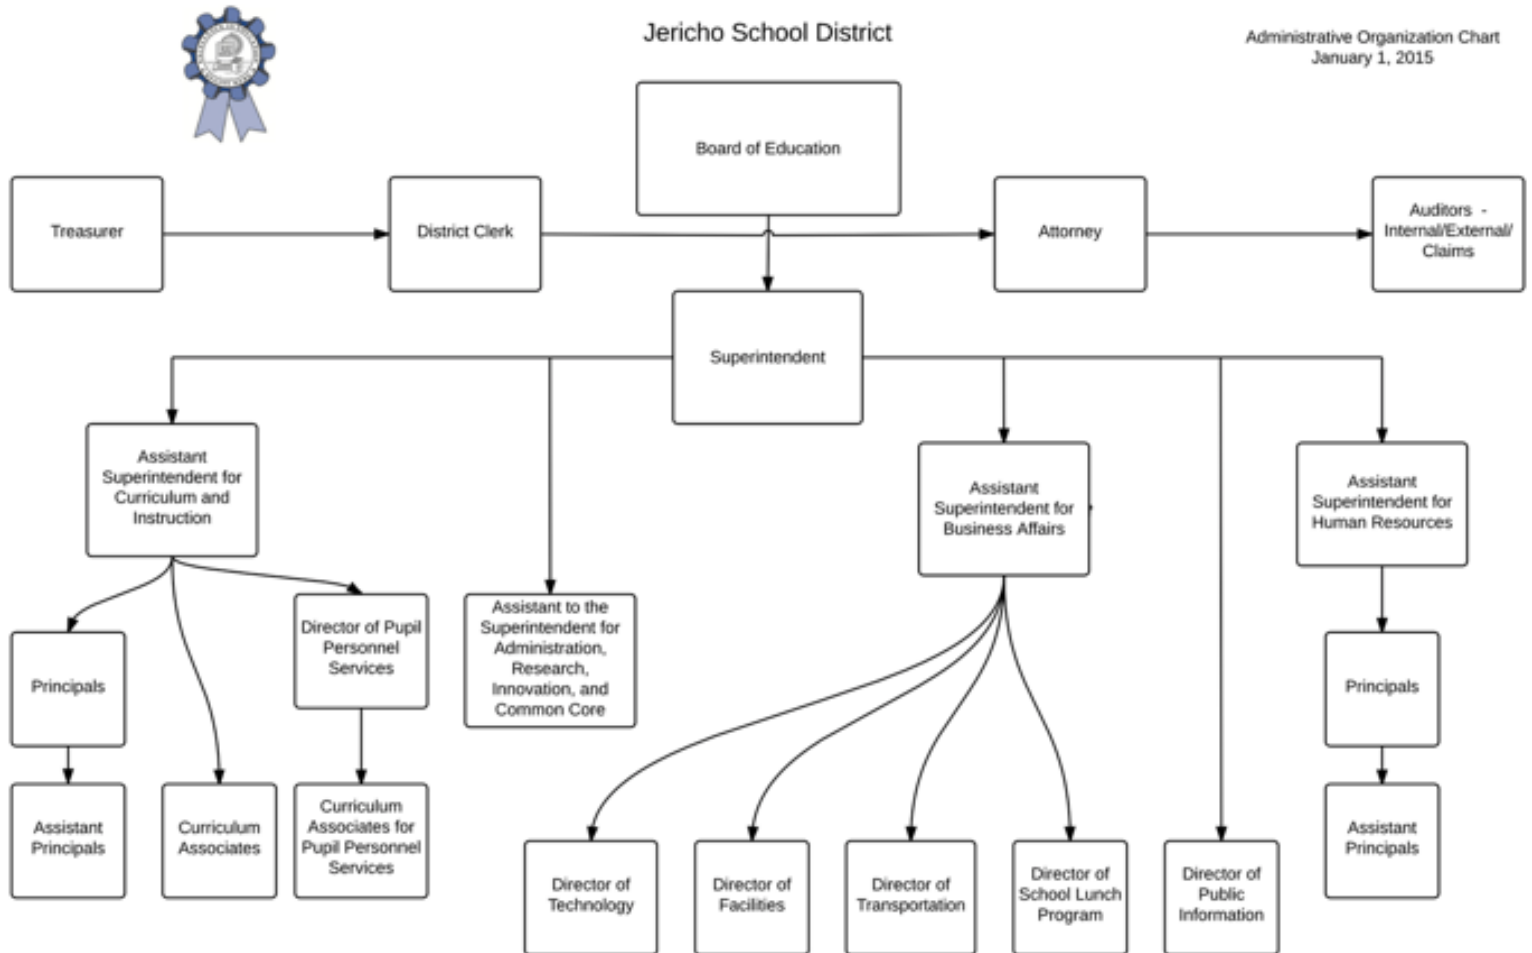 Jericho School District
Administrative Organization Chart
January 1, 2015
Board of Education
Treasurer
District Clerk
Attorney
Auditors -
Internal/External/
Claims
Superintendent
Assistant
Superintendent for
Curriculum and
Instruction
Assistant
Superintendent for
Business Affairs
Assistant
Superintendent for
Human Resources
Principals
Director of Pupil
Personnel
Services
Assistant to the
Superintendent for
Administration,
Research,
Innovation, and
Common Core
Principals
Assistant
Principals
Curriculum
Associates
Curriculum
Associates for
Pupil Personnel
Services
Assistant
Principals
Director of
Technology
Director of
Facilities
Director of
Transportation
Director of
School Lunch
Program
Director of
Public
Information